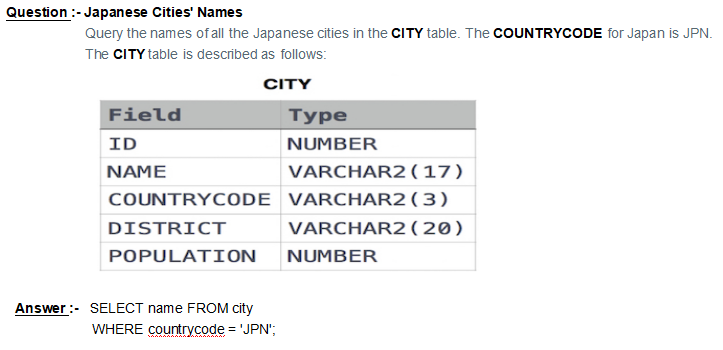 Question :- Japanese Cities' Names
Query the names of all the Japanese cities in the CITY table. The COUNTRYCODE for Japan is JPN.
The CITY table is described as follows:
CITY
Field Type
ID NUMBER
NAME VARCHAR2(17)
COUNTRYCODE VARCHAR2(3)
DISTRICT VARCHAR2(20)
POPULATION NUMBER
Answer :- SELECT name FROM city
WHERE countrycode = 'JPN';